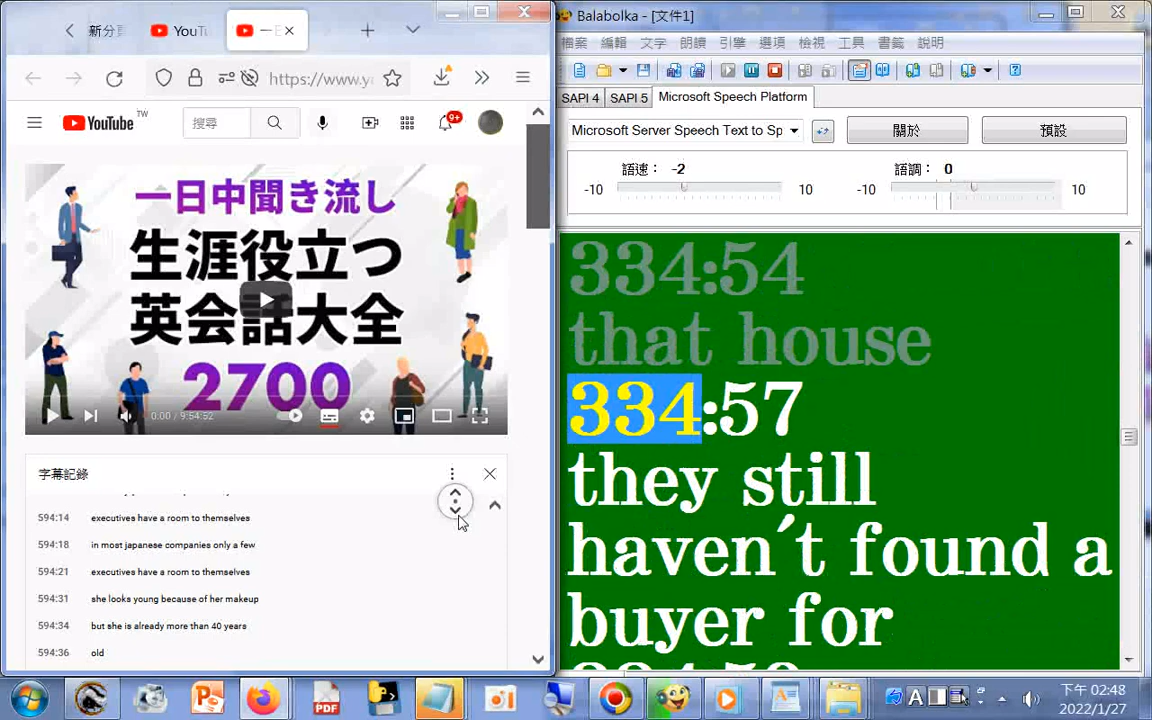 新分
YouTu
一 E
https://www.y
YouTube TW
搜尋
9+
一日中聞き流し
生涯役立つ
英会話大全
2700
0:00 / 9:54:52
字幕記錄
594:14 executives have a room to themselves
594:18 in most japanese companies only a few
594:21 executives have a room to themselves
594:31 she looks young because of her makeup
594:34 but she is already more than 40 years
594:36 old
Balabolka - [文件1]
檔案 編輯 文字 朗讀 引擎 選項 檢視 工具 書籤 說明
SAPI 4 SAPI 5 Microsoft Speech Platform
Microsoft Server Speech Text to Sp
關於
預設
語速： -2
-10 10
語調： 0
-10 10
334:54
that house
334:57
they still
haven't found a
buyer for
PDF
A
下午 02:48
2022/1/27